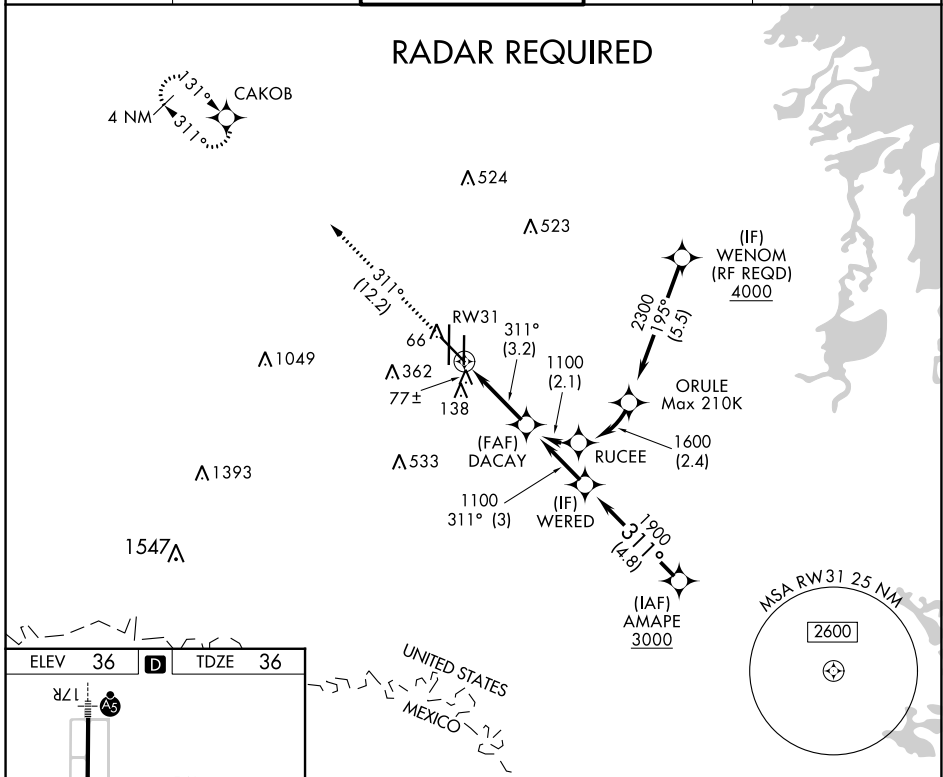 RADAR REQUIRED
CAKOB
131°
311°
4 NM
524
523
(IF)
WENOM
(RF REQD)
4000
2300
195°
(5.5)
311°
(12.2)
RW31
66
311°
(3.2)
1100
(2.1)
1049
362
77±
138
ORULE
Max 210K
1600
(2.4)
RUCEE
(FAF)
DACAY
533
1393
1100
311° (3)
(IF)
WERED
1547
1900
311°
(4.8)
(IAF)
AMAPE
3000
MSA RW31 25 NM
2600
UNITED STATES
MEXICO
ELEV 36 D TDZE 36
17R
A5